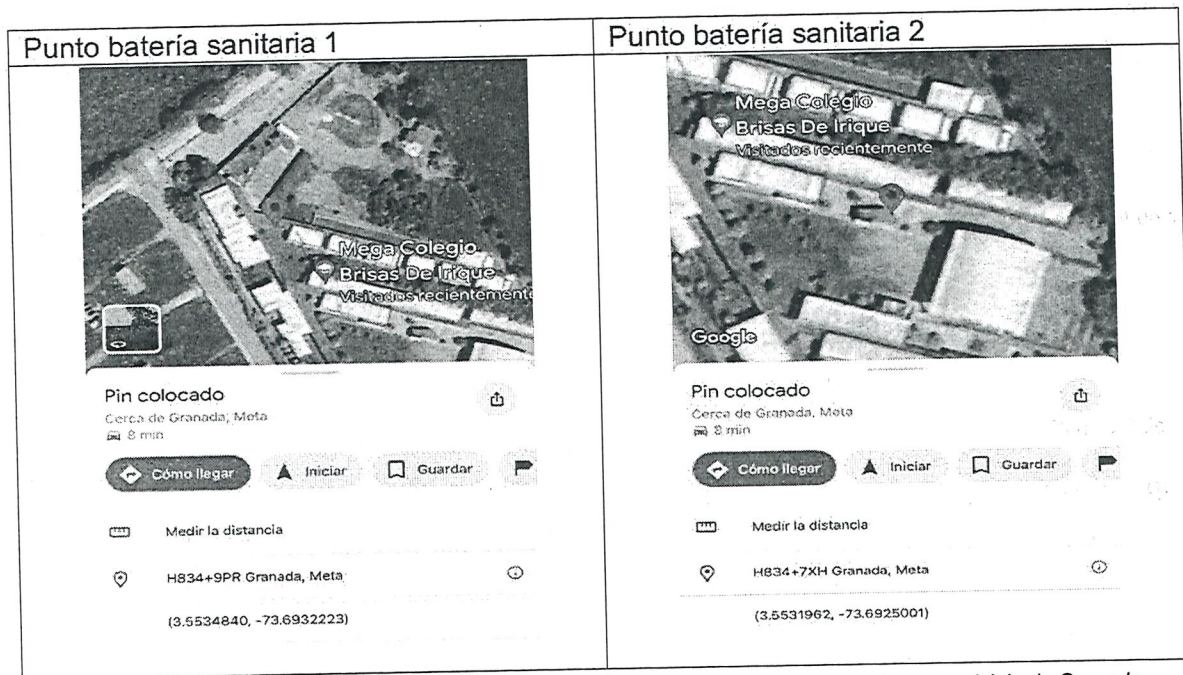 Punto batería sanitaria 1
Mega Colegio
Brisas De Irique
Visitados recientemente
Pin colocado
Cerca de Granada, Meta
8 min
Cómo llegar
Iniciar
Guardar
Medir la distancia
H834+9PR Granada, Meta
(3.5534840, -73.6932223)
Punto batería sanitaria 2
Mega Colegio
Brisas De Irique
Visitados recientemente
Google
Pin colocado
Cerca de Granada, Meta
8 min
Cómo llegar
Iniciar
Guardar
Medir la distancia
H834+7XH Granada, Meta
(3.5531962, -73.6925001)